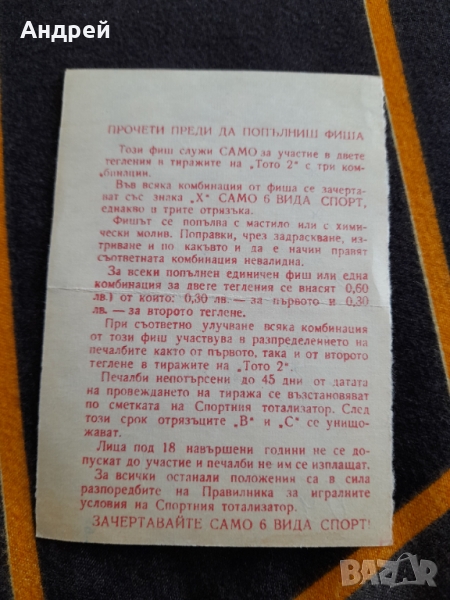 Андрей
ПРОЧЕТИ ПРЕДИ ДА ПОПЪЛНИШ ФИША
Този фиш служи САМО за участие в двете
тегления в тиражите на „Тото 2" с три ком-
бинации.
Във всяка комбинация от фиша се зачерта-
ват със знака „X" САМО 6 ВИДА СПОРТ,
еднакво в трите отрязъка.
Фишът се попълва с мастило или с хими-
чески молив. Поправки, чрез задраскване, из-
триване и по какъвто и да е начин правят
съответната комбинация невалидна.
За всеки попълнен единичен фиш или една
комбинация за двете тегления се внасят 0,60
лв.) от които: 0,30 лв. — за първото и 0,30
лв. — за второто теглене.
При съответно улучване всяка комбинация
от този фиш участвува в разпределението на
печалбите както от първото, така и от второто
теглене в тиражите на „Тото 2".
Печалби непотърсени до 45 дни от датата
на провеждането на тиража се възстановяват
по сметката на Спортния тотализатор. След
този срок отрязъците „В" и „С" се унищо-
жават.
Лица под 18 навършени години не се до-
пускат до участие и печалби не им се изплащат.
За всички останали положения са в сила
разпоредбите на Правилника за игралните
условия на Спортния тотализатор.
ЗАЧЕРТАВАЙТЕ САМО 6 ВИДА СПОРТ!
BAZAR